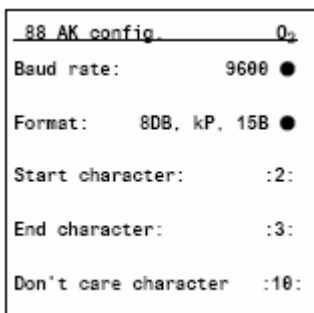 88 AK config. O₂
Baud rate: 9600 ●
Format: 8DB, kP, 15B ●
Start character: :2:
End character: :3:
Don't care character :10: